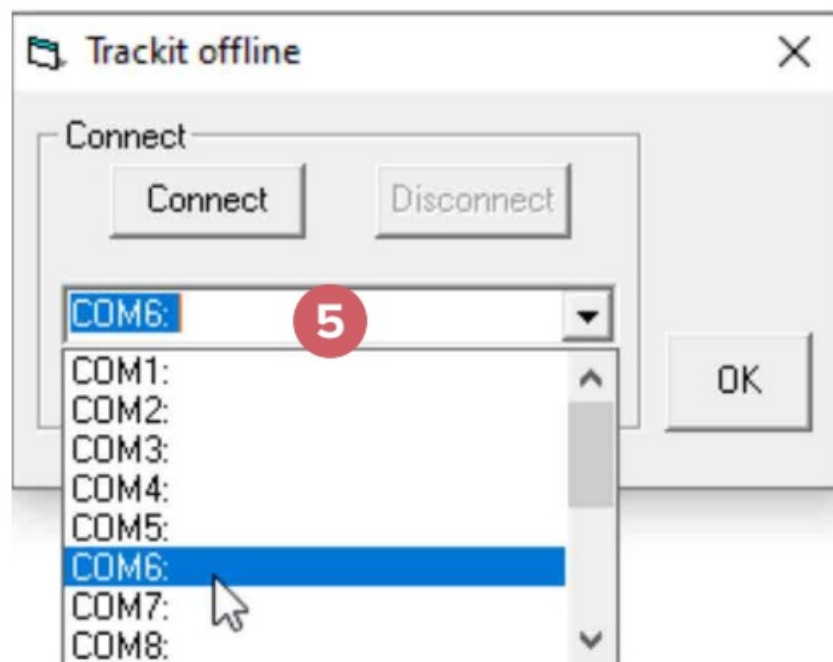 Trackit offline
Connect
Connect Disconnect
COM6: 5
COM1:
COM2:
COM3:
COM4:
COM5:
COM6:
COM7:
COM8:
OK